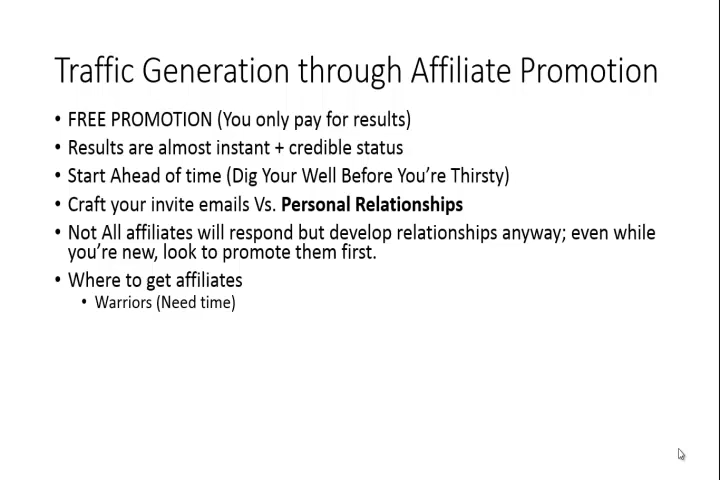 Traffic Generation through Affiliate Promotion
• FREE PROMOTION (You only pay for results)
• Results are almost instant + credible status
• Start Ahead of time (Dig Your Well Before You're Thirsty)
• Craft your invite emails Vs. Personal Relationships
• Not All affiliates will respond but develop relationships anyway; even while
you're new, look to promote them first.
• Where to get affiliates
• Warriors (Need time)